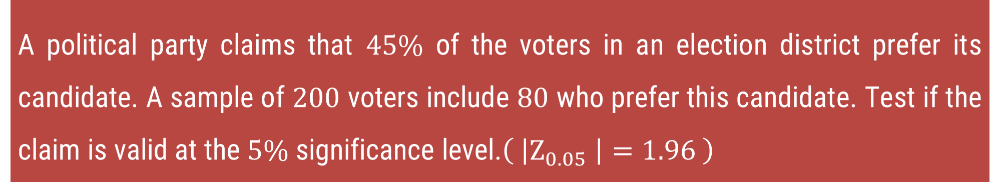 A political party claims that 45% of the voters in an election district prefer its
candidate. A sample of 200 voters include 80 who prefer this candidate. Test if the
claim is valid at the 5% significance level.( |Z₀.₀₅ | = 1.96 )